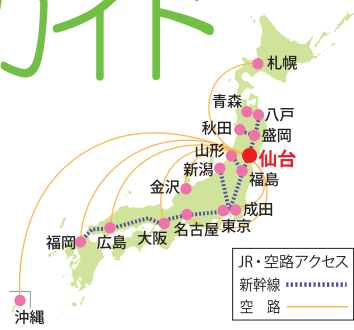 ガイド
札幌
青森
八戸
秋田
盛岡
山形
仙台
新潟
福島
金沢
成田
東京
名古屋
大阪
広島
福岡
沖縄
JR・空路アクセス
新幹線
空 路